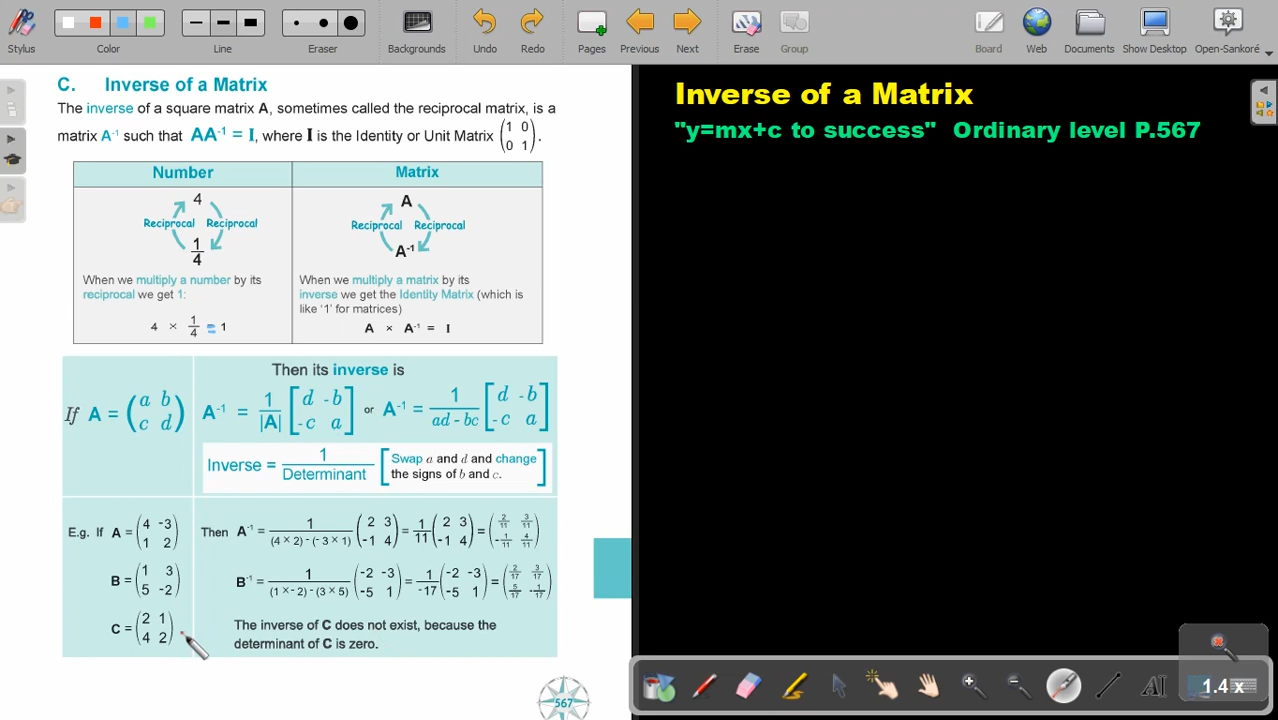 Stylus Color Line Eraser Backgrounds Undo Redo Pages Previous Next Erase Group Board Web Documents Show Desktop Open-Sankoré
C. Inverse of a Matrix
The inverse of a square matrix A, sometimes called the reciprocal matrix, is a
matrix A⁻¹ such that AA⁻¹ = I, where I is the Identity or Unit Matrix (1 0
0 1).
Number Matrix
4 A
Reciprocal Reciprocal Reciprocal Reciprocal
1/4 A⁻¹
When we multiply a number by its
reciprocal we get 1:
4 × 1/4 = 1
When we multiply a matrix by its
inverse we get the Identity Matrix (which is
like '1' for matrices)
A × A⁻¹ = I
Then its inverse is
If A = (a b
c d) A⁻¹ = 1/|A| [d -b
-c a] or A⁻¹ = 1/(ad - bc) [d -b
-c a]
Inverse = 1/Determinant [Swap a and d and change
the signs of b and c.]
E.g. If A = (4 -3
1 2) Then A⁻¹ = 1/((4 × 2) - (- 3 × 1)) (2 3
-1 4) = 1/11 (2 3
-1 4) = (2/11 3/11
-1/11 4/11)
B = (1 3
5 -2) B⁻¹ = 1/((1 × - 2) - (3 × 5)) (-2 -3
-5 1) = 1/-17 (-2 -3
-5 1) = (2/17 3/17
5/17 -1/17)
C = (2 1
4 2) The inverse of C does not exist, because the
determinant of C is zero.
567
Inverse of a Matrix
"y=mx+c to success" Ordinary level P.567
1.4 x